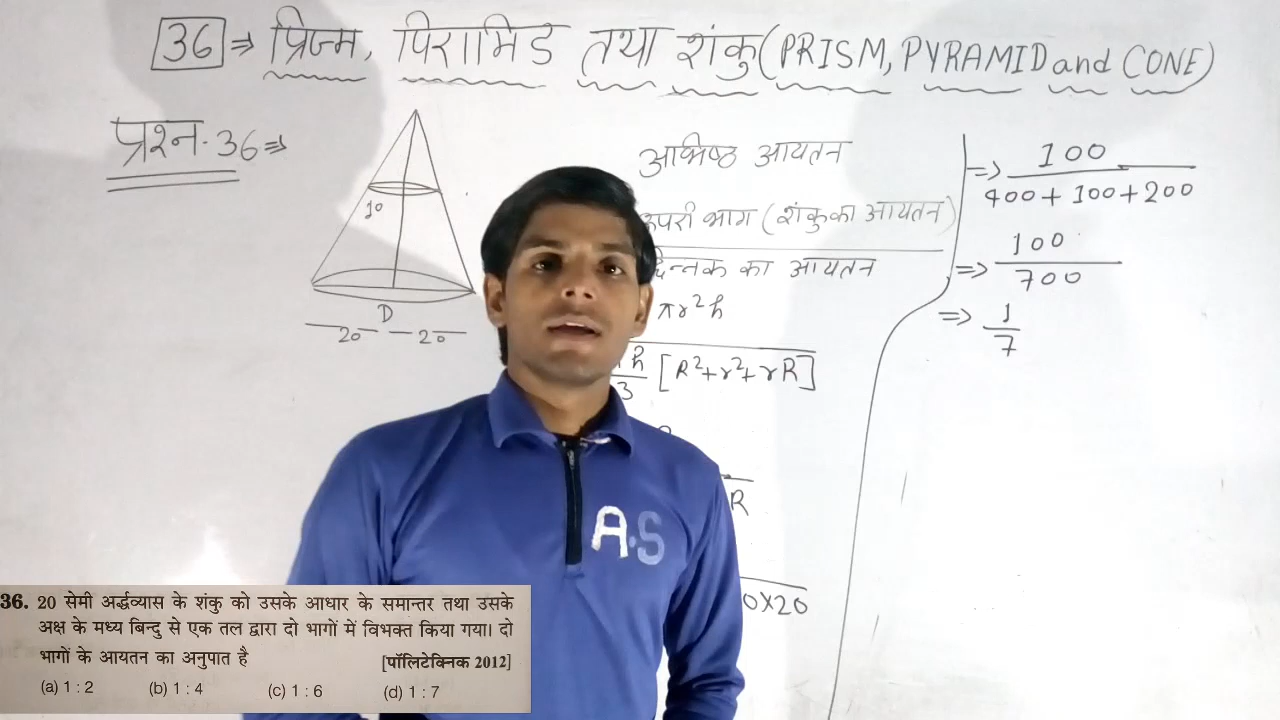 36 ⇒ प्रिज्म, पिरामिड तथा शंकु (PRISM, PYRAMID and CONE)
प्रश्न. 36 ⇒
10
D
20 20
अभिष्ठ आयतन
ऊपरी भाग (शंकु का आयतन)
का आयतन
πr²h
3 [R²+r²+rR]
R
0×20
⇒ 100
400 + 100 + 200
⇒ 100
700
⇒ 1
7
A.S
36. 20 सेमी अर्द्धव्यास के शंकु को उसके आधार के समान्तर तथा उसके
अक्ष के मध्य बिन्दु से एक तल द्वारा दो भागों में विभक्त किया गया। दो
भागों के आयतन का अनुपात है [पॉलिटेक्निक 2012]
(a) 1 : 2 (b) 1 : 4 (c) 1 : 6 (d) 1 : 7